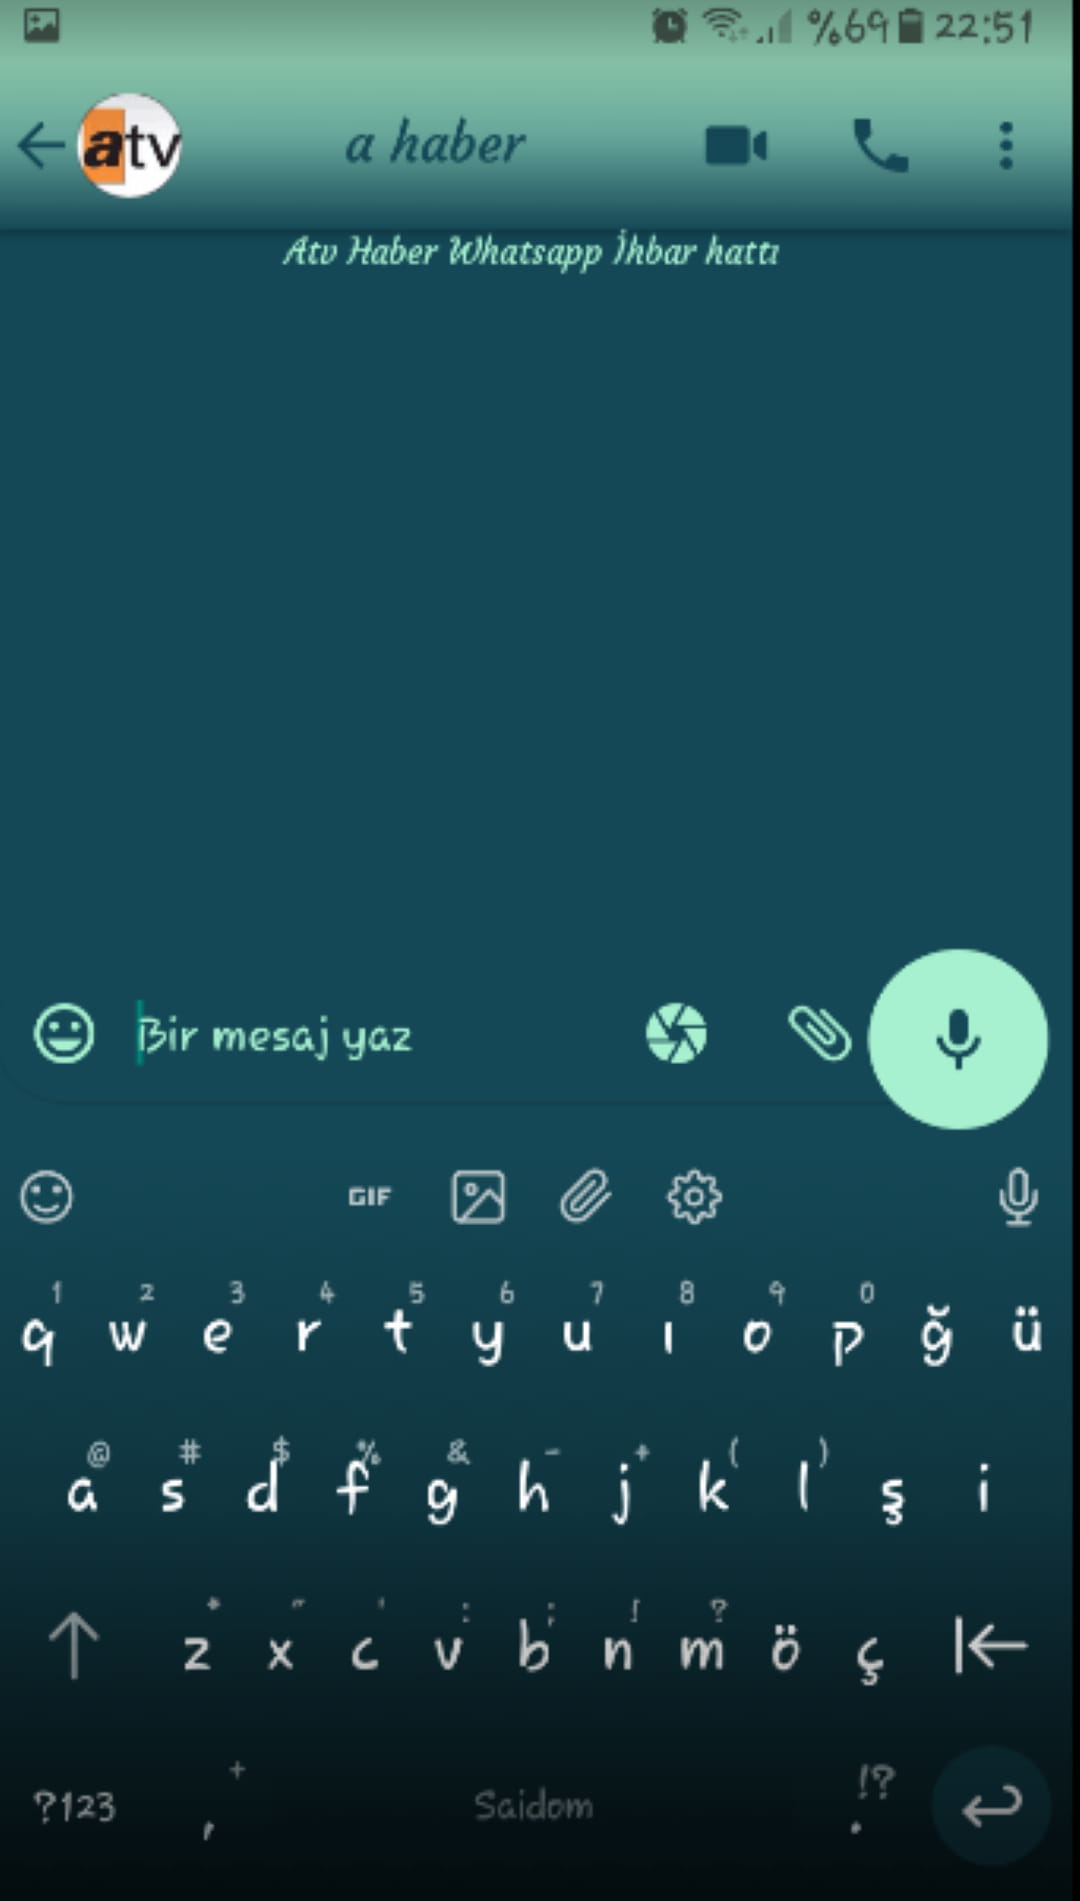 %69 22:51
atv a haber
Atv Haber Whatsapp İhbar hattı
Bir mesaj yaz
GIF
1 2 3 4 5 6 7 8 9 0
q w e r t y u ı o p ğ ü
@ # $ % & - + ( )
a s d f g h j k l ş i
* " ' : ; ! ?
z x c v b n m ö ç
+ !?
?123 , Saidom .